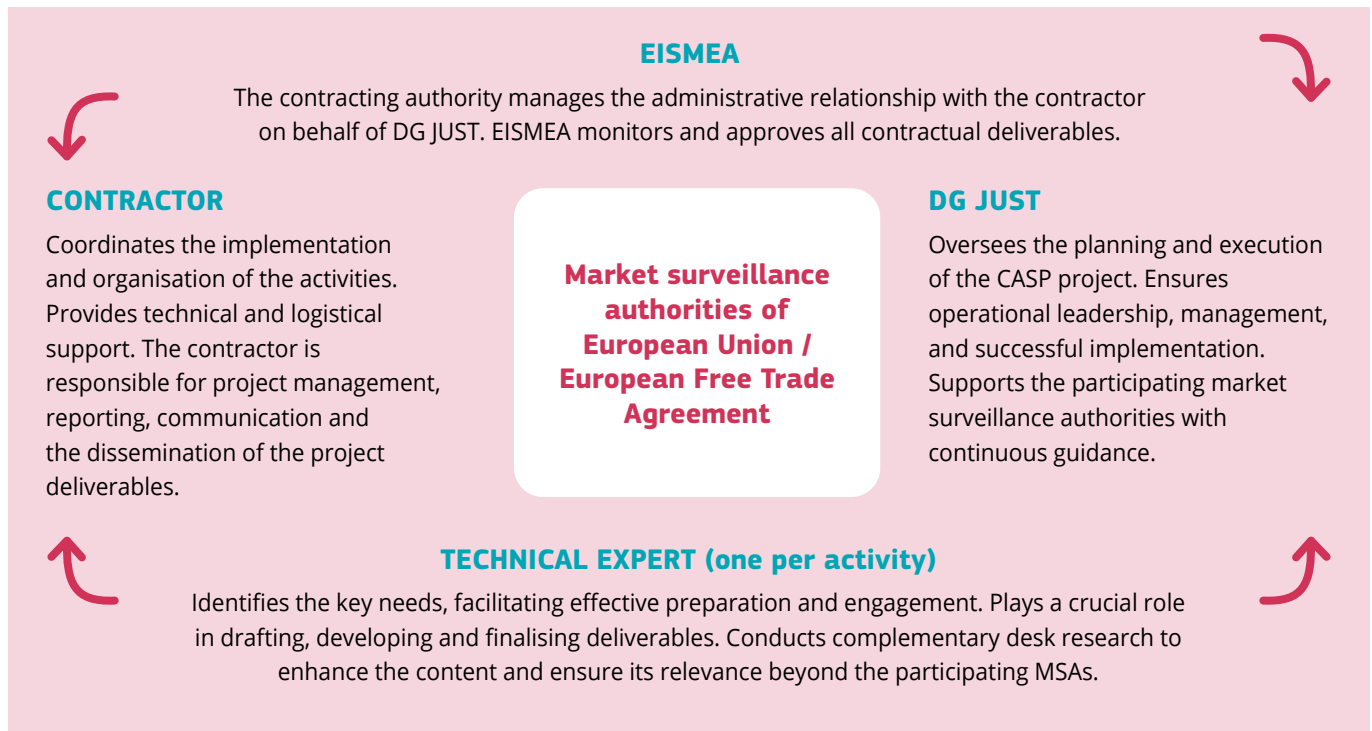 EISMEA
The contracting authority manages the administrative relationship with the contractor
on behalf of DG JUST. EISMEA monitors and approves all contractual deliverables.
CONTRACTOR
Coordinates the implementation
and organisation of the activities.
Provides technical and logistical
support. The contractor is
responsible for project management,
reporting, communication and
the dissemination of the project
deliverables.
Market surveillance
authorities of
European Union /
European Free Trade
Agreement
DG JUST
Oversees the planning and execution
of the CASP project. Ensures
operational leadership, management,
and successful implementation.
Supports the participating market
surveillance authorities with
continuous guidance.
TECHNICAL EXPERT (one per activity)
Identifies the key needs, facilitating effective preparation and engagement. Plays a crucial role
in drafting, developing and finalising deliverables. Conducts complementary desk research to
enhance the content and ensure its relevance beyond the participating MSAs.